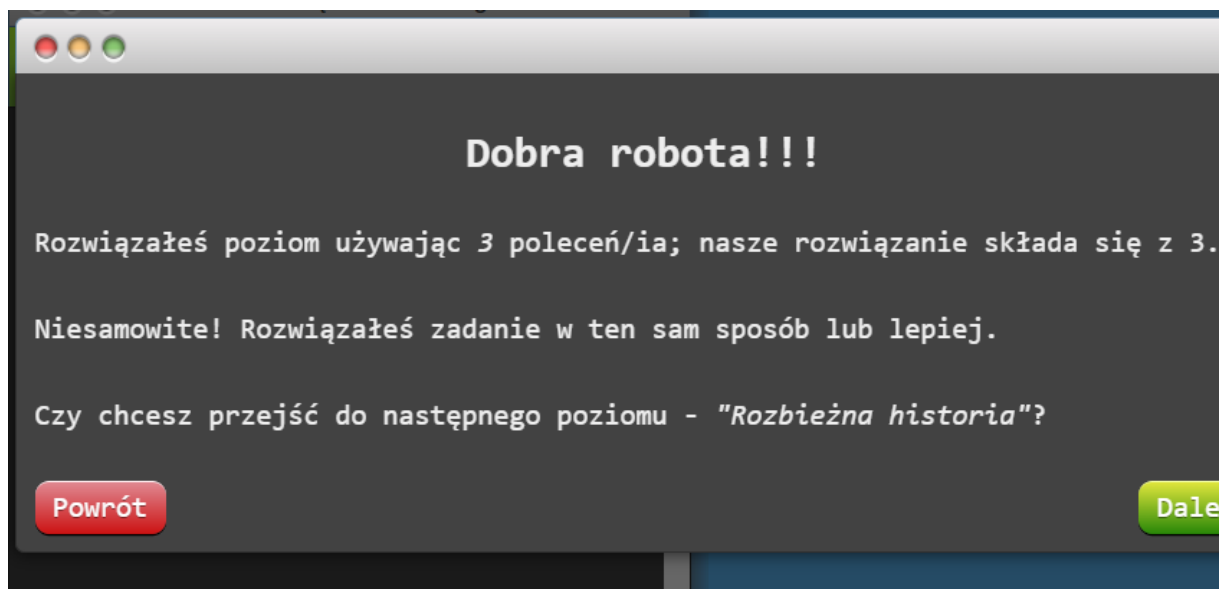 Dobra robota!!!
Rozwiązałeś poziom używając 3 poleceń/ia; nasze rozwiązanie składa się z 3.
Niesamowite! Rozwiązałeś zadanie w ten sam sposób lub lepiej.
Czy chcesz przejść do następnego poziomu - "Rozbieżna historia"?
Powrót
Dale